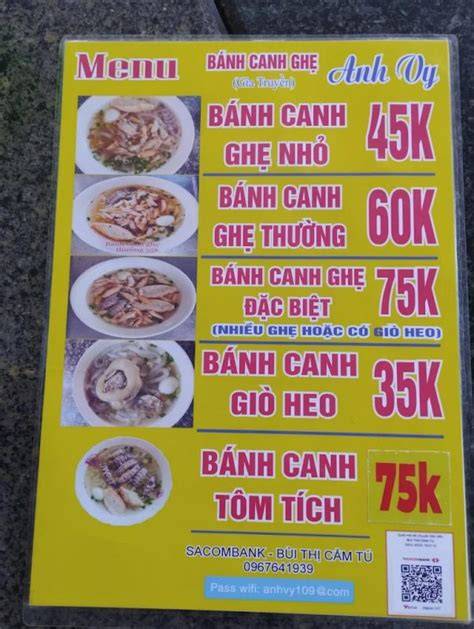 Menu
BÁNH CANH GHẸ
(Gia Truyền)
Anh Vy
BÁNH CANH
GHẸ NHỎ
45K
BÁNH CANH
GHẸ THƯỜNG
60K
BÁNH CANH GHẸ
ĐẶC BIỆT
75K
(NHIỀU GHẸ HOẶC CÓ GIÒ HEO)
BÁNH CANH
GIÒ HEO
35K
BÁNH CANH
TÔM TÍCH
75k
SACOMBANK - BÙI THỊ CẨM TÚ
0967641939
Pass wifi: anhvy109@com